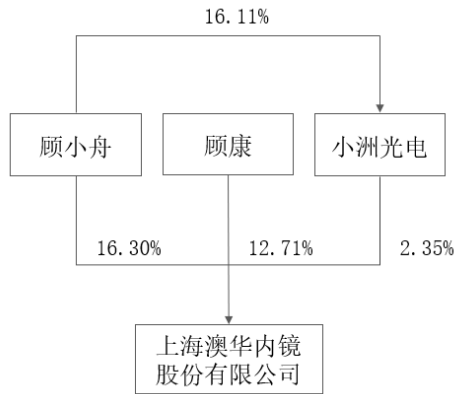 16.11%
顾小舟
顾康
小洲光电
16.30%
12.71%
2.35%
上海澳华内镜
股份有限公司